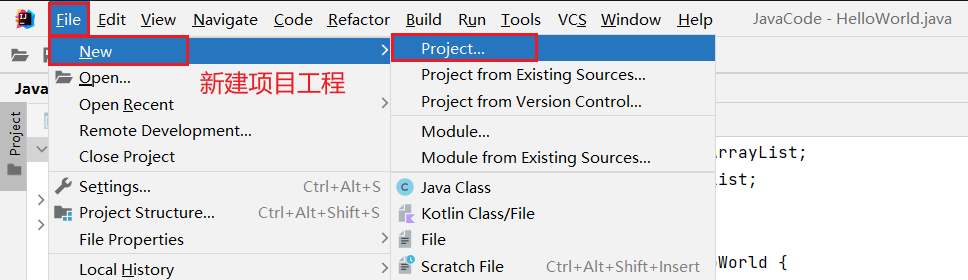 File Edit View Navigate Code Refactor Build Run Tools VCS Window Help JavaCode - HelloWorld.java
New
Project...
Java
新建项目工程
Open...
Project from Existing Sources...
Open Recent
Project from Version Control...
Project
Remote Development...
Module...
Close Project
Module from Existing Sources...
ArrayList;
Settings... Ctrl+Alt+S
Java Class
List;
Project Structure... Ctrl+Alt+Shift+S
Kotlin Class/File
File Properties
File
Local History
Scratch File Ctrl+Alt+Shift+Insert
World {